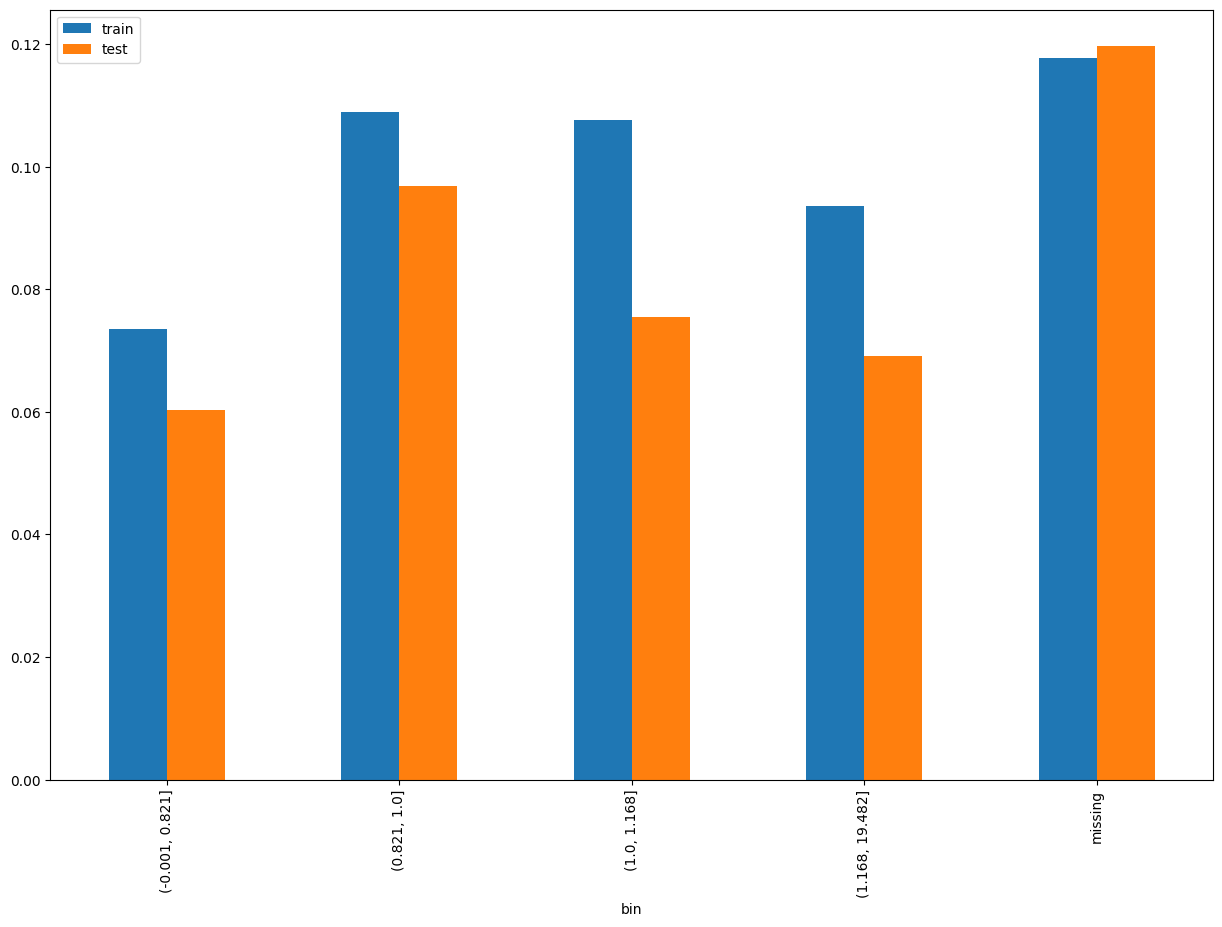 train
test
0.12
0.10
0.08
0.06
0.04
0.02
0.00
(-0.001, 0.821]
(0.821, 1.0]
(1.0, 1.168]
(1.168, 19.482]
missing
bin